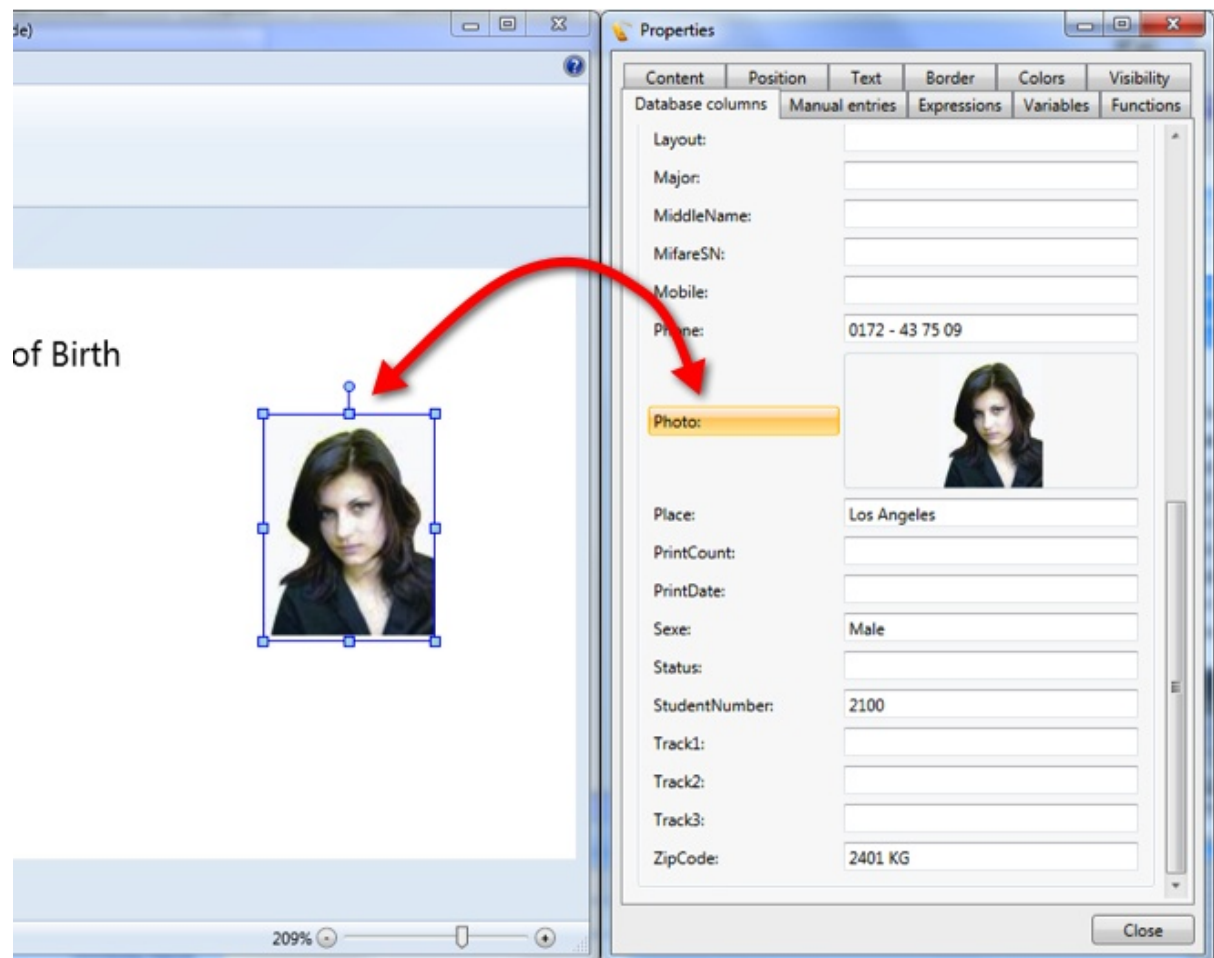 de)
of Birth
209%
Properties
Content Position Text Border Colors Visibility
Database columns Manual entries Expressions Variables Functions
Layout:
Major:
MiddleName:
MifareSN:
Mobile:
Phone: 0172 - 43 75 09
Photo:
Place: Los Angeles
PrintCount:
PrintDate:
Sexe: Male
Status:
StudentNumber: 2100
Track1:
Track2:
Track3:
ZipCode: 2401 KG
Close